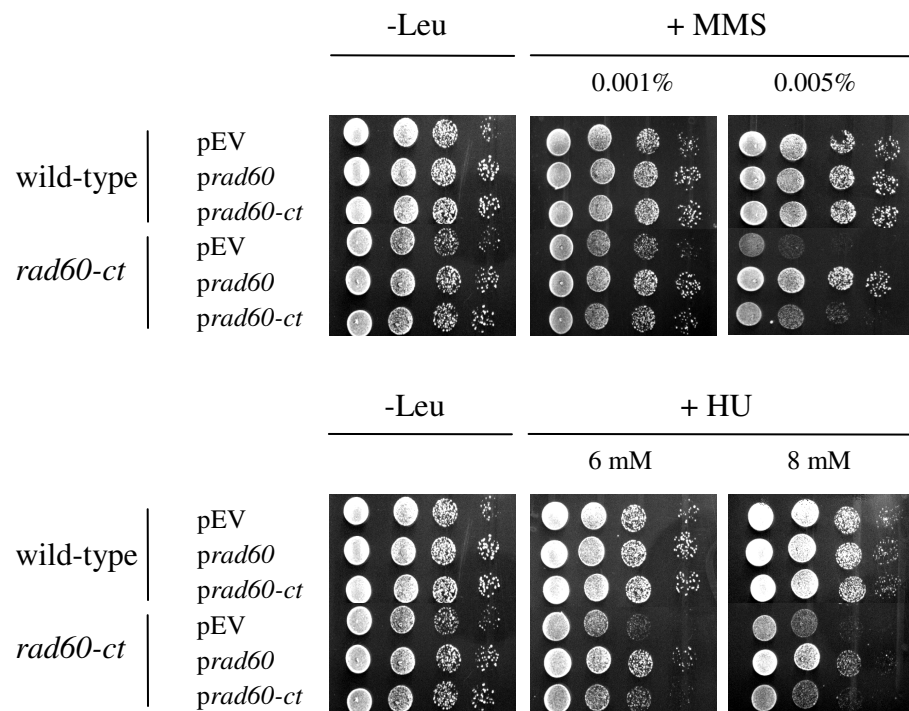 -Leu + MMS
0.001% 0.005%
wild-type
pEV
prad60
prad60-ct
rad60-ct
pEV
prad60
prad60-ct
-Leu + HU
6 mM 8 mM
wild-type
pEV
prad60
prad60-ct
rad60-ct
pEV
prad60
prad60-ct